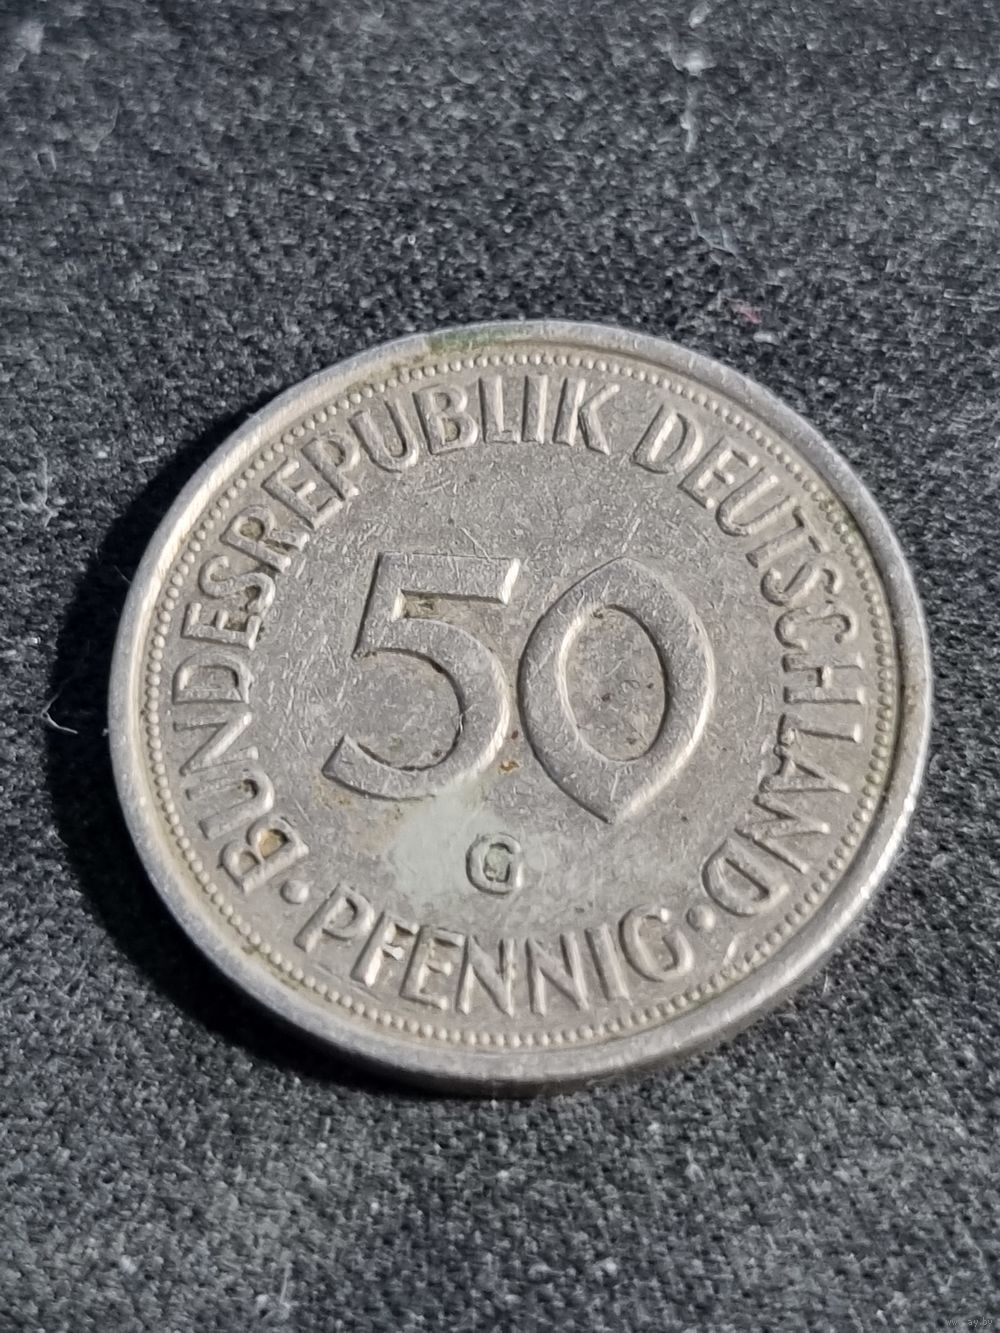 BUNDESREPUBLIK DEUTSCHLAND
50
G
· PFENNIG ·